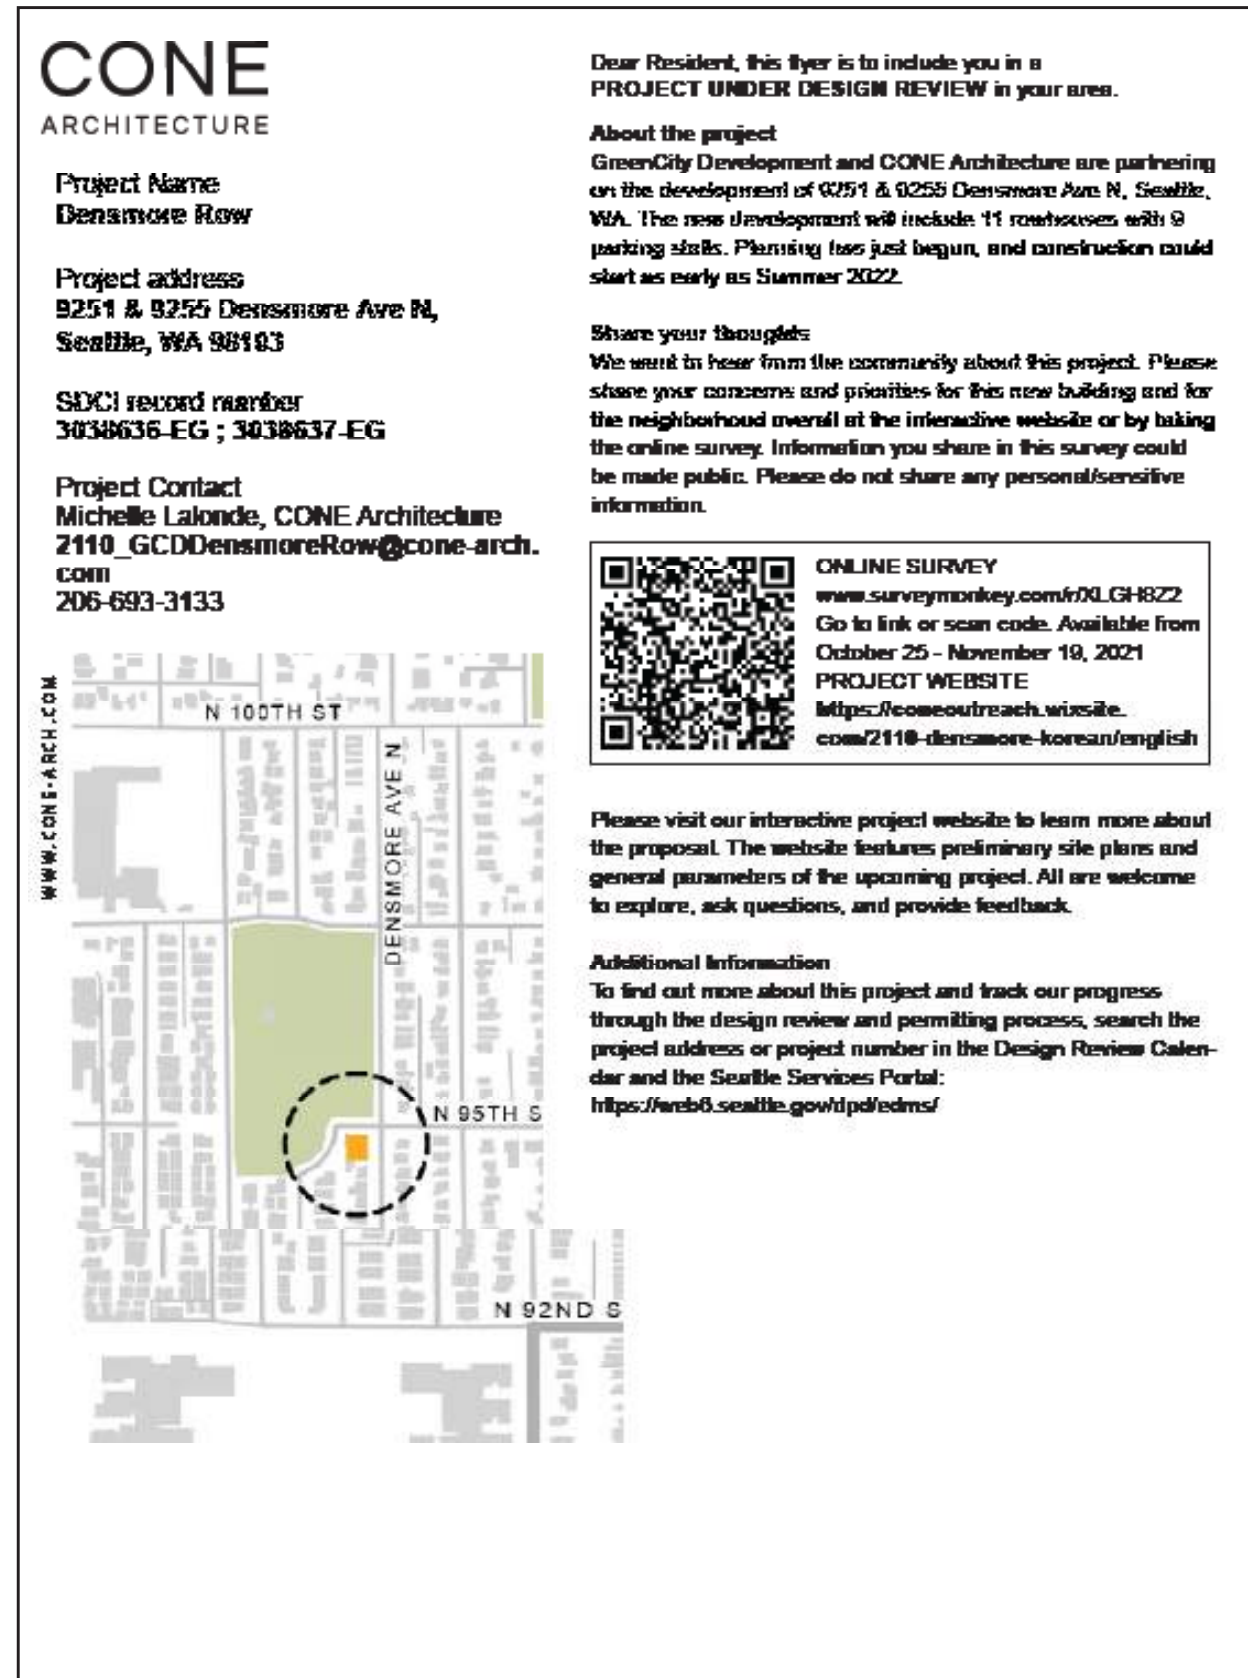 CONE
ARCHITECTURE
Project Name
Densmore Row
Project address
9251 & 9255 Densmore Ave N,
Seattle, WA 98103
SDCI record number
3038636-EG ; 3038637-EG
Project Contact
Michelle Lalonde, CONE Architecture
2110_GCDDensmoreRow@cone-arch.
com
206-693-3133
WWW.CONE-ARCH.COM
N 100TH ST
DENSMORE AVE N
N 95TH S
N 92ND S
Dear Resident, this flyer is to include you in a
PROJECT UNDER DESIGN REVIEW in your area.
About the project
GreenCity Development and CONE Architecture are partnering
on the development of 9251 & 9255 Densmore Ave N, Seattle,
WA. The new development will include 11 rowhouses with 9
parking stalls. Planning has just begun, and construction could
start as early as Summer 2022.
Share your thoughts
We want to hear from the community about this project. Please
share your concerns and priorities for this new building and for
the neighborhood overall at the interactive website or by taking
the online survey. Information you share in this survey could
be made public. Please do not share any personal/sensitive
information.
ONLINE SURVEY
www.surveymonkey.com/r/XLGH8Z2
Go to link or scan code. Available from
October 25 - November 19, 2021
PROJECT WEBSITE
https://coneoutreach.wixsite.
com/2110-densmore-korean/english
Please visit our interactive project website to learn more about
the proposal. The website features preliminary site plans and
general parameters of the upcoming project. All are welcome
to explore, ask questions, and provide feedback.
Additional Information
To find out more about this project and track our progress
through the design review and permitting process, search the
project address or project number in the Design Review Calen-
dar and the Seattle Services Portal:
https://web6.seattle.gov/dpd/edms/